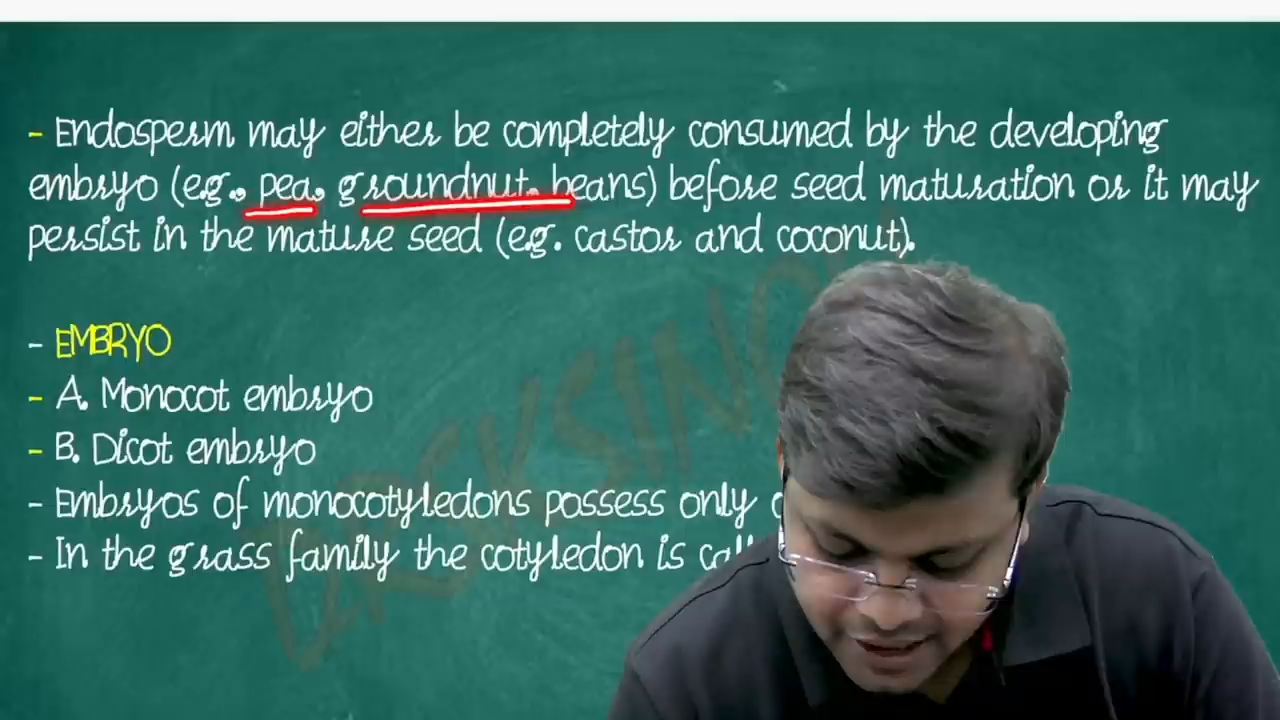 - Endosperm may either be completely consumed by the developing
embryo (e.g., pea, groundnut, beans) before seed maturation or it may
persist in the mature seed (e.g. castor and coconut).
- EMBRYO
- A. Monocot embryo
- B. Dicot embryo
- Embryos of monocotyledons possess only
- In the grass family the cotyledon is